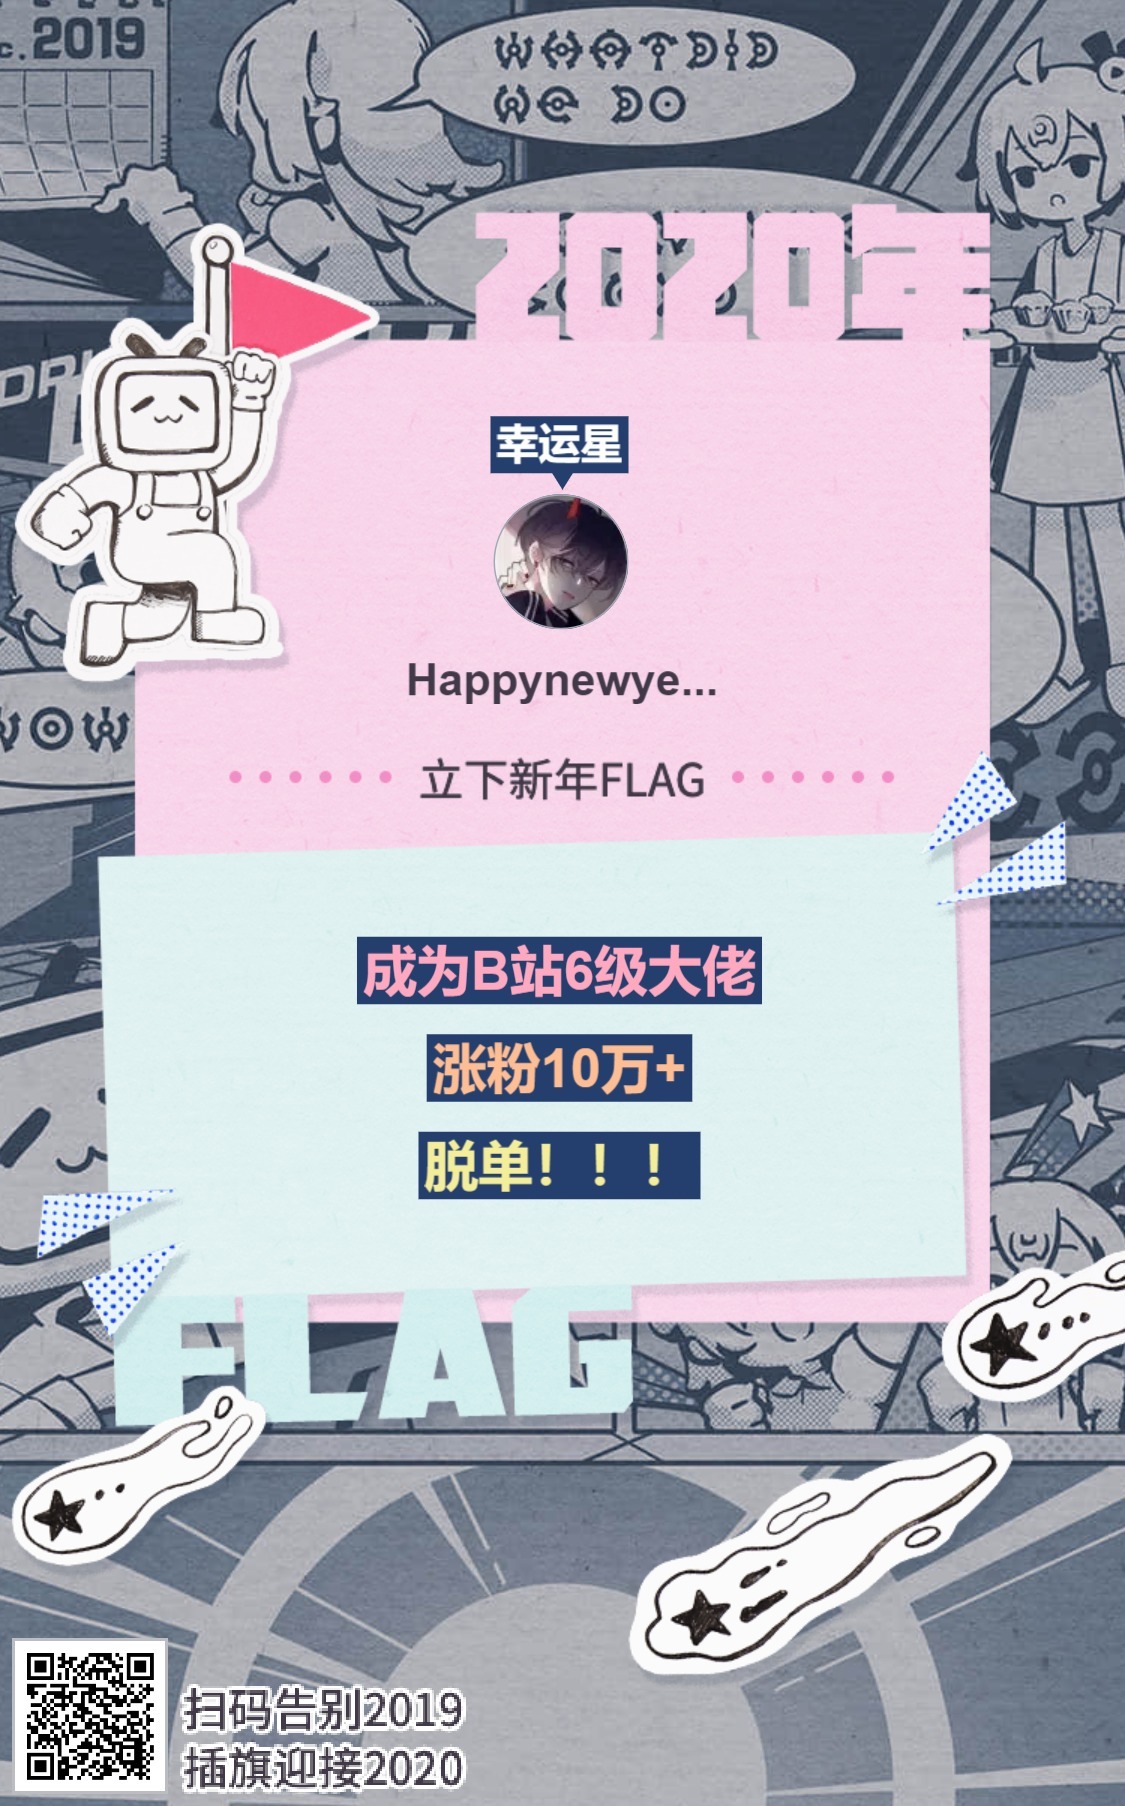 c.2019
WHAT DID
WE DO
2020年
幸运星
Happynewye...
WOW
立下新年FLAG
成为B站6级大佬
涨粉10万+
脱单！！！
FLAG
扫码告别2019
插旗迎接2020